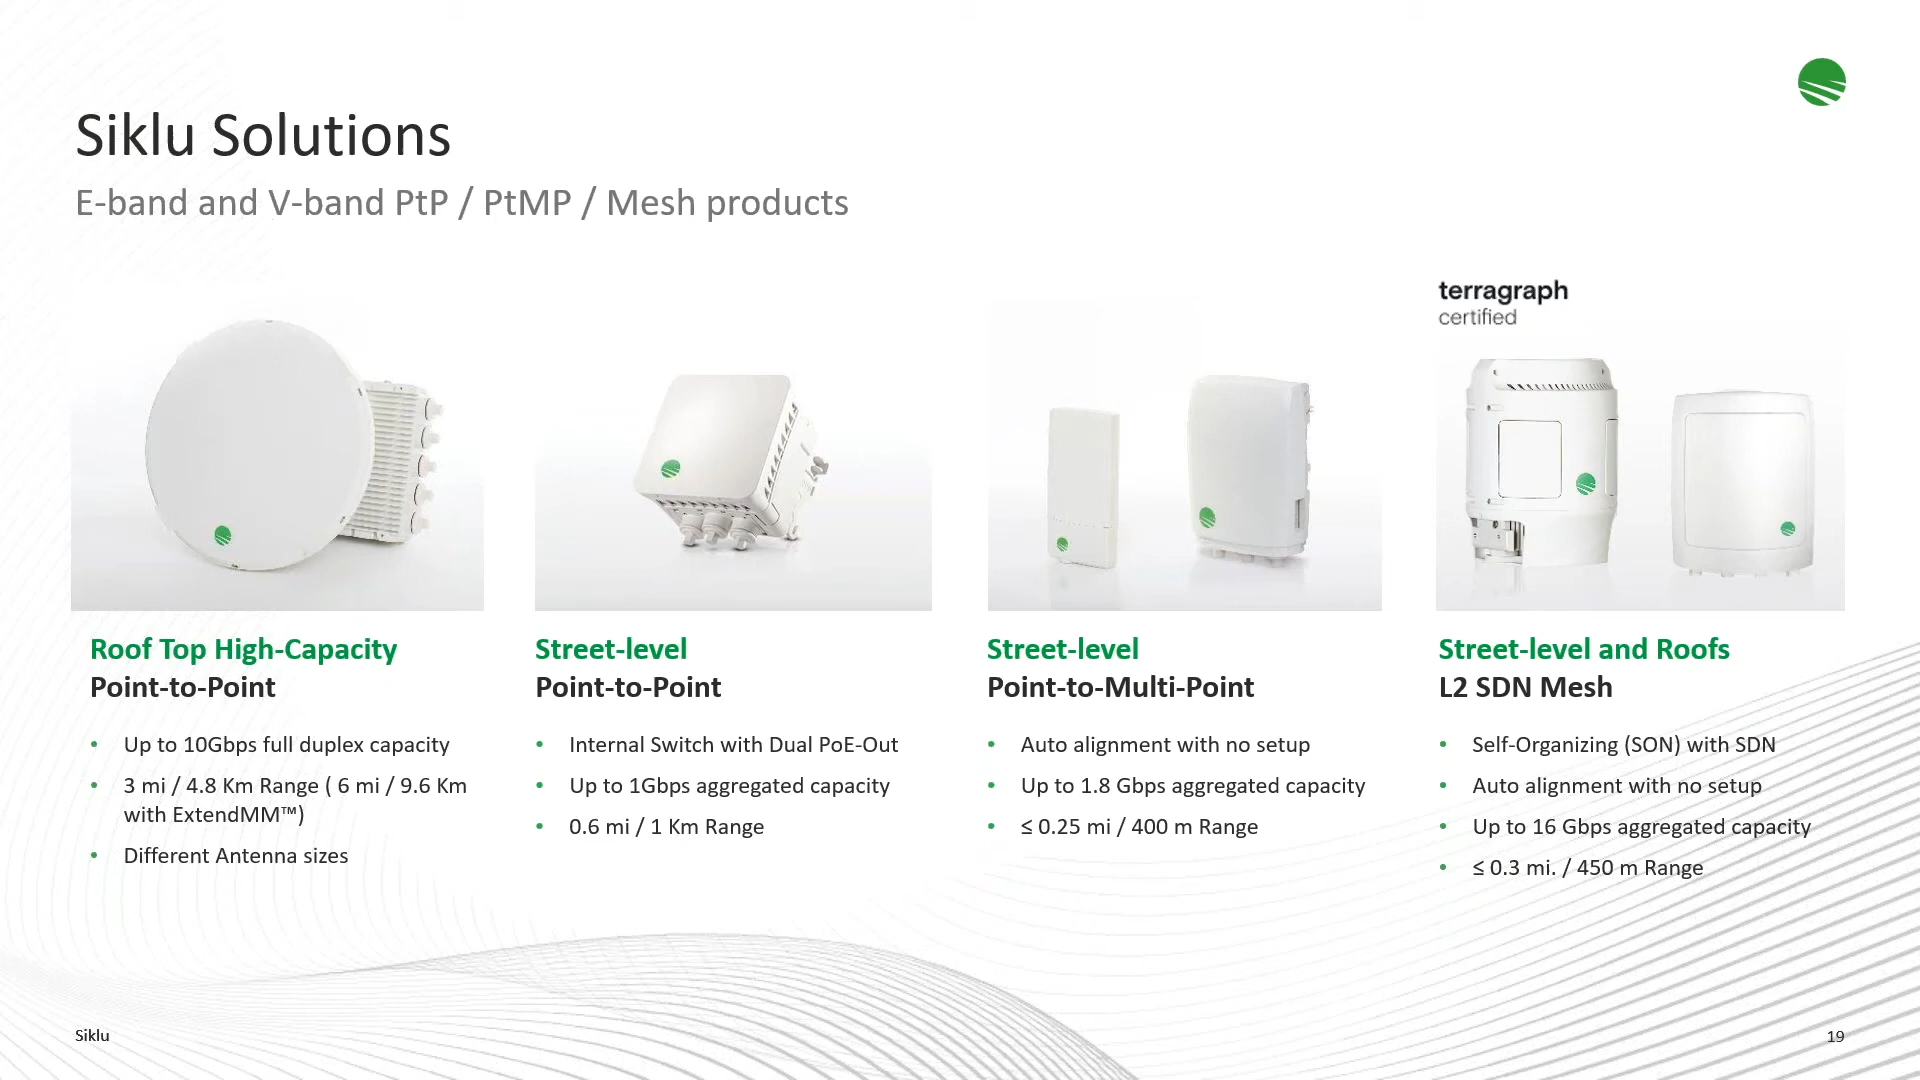 Siklu Solutions
E-band and V-band PtP / PtMP / Mesh products
terragraph
certified
Roof Top High-Capacity
Point-to-Point
• Up to 10Gbps full duplex capacity
• 3 mi / 4.8 Km Range ( 6 mi / 9.6 Km
with ExtendMM™)
• Different Antenna sizes
Street-level
Point-to-Point
• Internal Switch with Dual PoE-Out
• Up to 1Gbps aggregated capacity
• 0.6 mi / 1 Km Range
Street-level
Point-to-Multi-Point
• Auto alignment with no setup
• Up to 1.8 Gbps aggregated capacity
• ≤ 0.25 mi / 400 m Range
Street-level and Roofs
L2 SDN Mesh
• Self-Organizing (SON) with SDN
• Auto alignment with no setup
• Up to 16 Gbps aggregated capacity
• ≤ 0.3 mi. / 450 m Range
Siklu
19